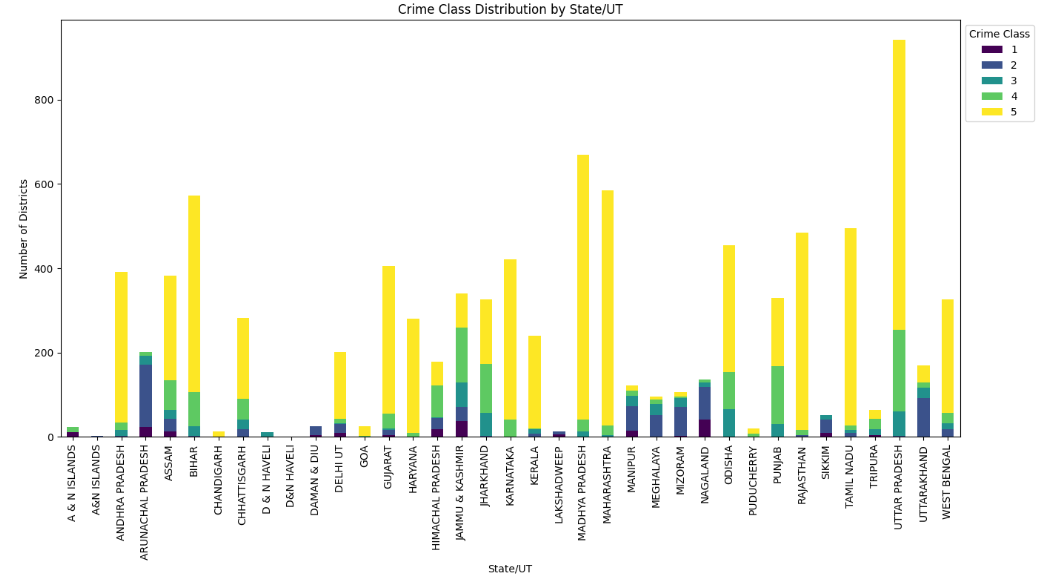 Crime Class Distribution by State/UT
Crime Class
1
2
3
4
5
Number of Districts
800
600
400
200
0
A & N ISLANDS
A&N ISLANDS
ANDHRA PRADESH
ARUNACHAL PRADESH
ASSAM
BIHAR
CHANDIGARH
CHHATTISGARH
D & N HAVELI
D&N HAVELI
DAMAN & DIU
DELHI UT
GOA
GUJARAT
HARYANA
HIMACHAL PRADESH
JAMMU & KASHMIR
JHARKHAND
KARNATAKA
KERALA
LAKSHADWEEP
MADHYA PRADESH
MAHARASHTRA
MANIPUR
MEGHALAYA
MIZORAM
NAGALAND
ODISHA
PUDUCHERRY
PUNJAB
RAJASTHAN
SIKKIM
TAMIL NADU
TRIPURA
UTTAR PRADESH
UTTARAKHAND
WEST BENGAL
State/UT